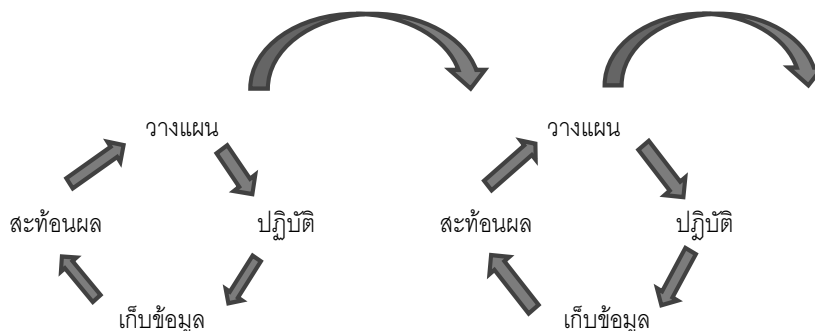 วางแผน
วางแผน
สะท้อนผล
ปฏิบัติ
สะท้อนผล
ปฏิบัติ
เก็บข้อมูล
เก็บข้อมูล